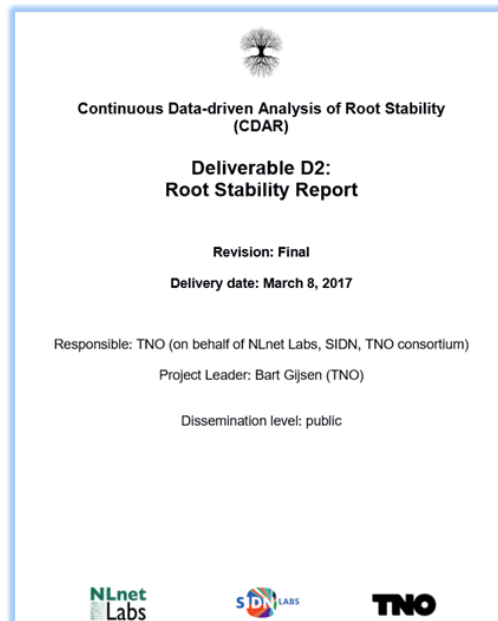 Continuous Data-driven Analysis of Root Stability
(CDAR)
Deliverable D2:
Root Stability Report
Revision: Final
Delivery date: March 8, 2017
Responsible: TNO (on behalf of NLnet Labs, SIDN, TNO consortium)
Project Leader: Bart Gijsen (TNO)
Dissemination level: public
NLnet
Labs
SIDN LABS
TNO